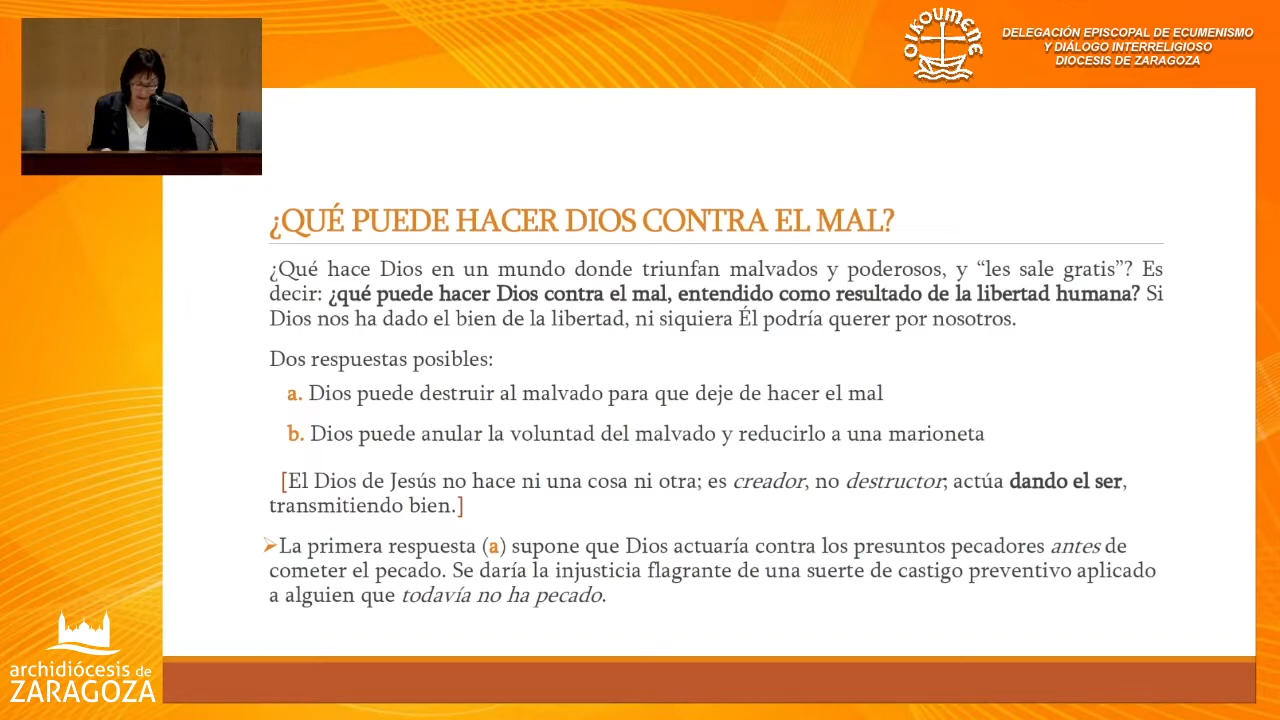 OIKOUMENE
DELEGACIÓN EPISCOPAL DE ECUMENISMO
Y DIÁLOGO INTERRELIGIOSO
DIOCESIS DE ZARAGOZA
¿QUÉ PUEDE HACER DIOS CONTRA EL MAL?
¿Qué hace Dios en un mundo donde triunfan malvados y poderosos, y “les sale gratis”? Es
decir: ¿qué puede hacer Dios contra el mal, entendido como resultado de la libertad humana? Si
Dios nos ha dado el bien de la libertad, ni siquiera Él podría querer por nosotros.
Dos respuestas posibles:
a. Dios puede destruir al malvado para que deje de hacer el mal
b. Dios puede anular la voluntad del malvado y reducirlo a una marioneta
[El Dios de Jesús no hace ni una cosa ni otra; es creador, no destructor; actúa dando el ser,
transmitiendo bien.]
➢La primera respuesta (a) supone que Dios actuaría contra los presuntos pecadores antes de
cometer el pecado. Se daría la injusticia flagrante de una suerte de castigo preventivo aplicado
a alguien que todavía no ha pecado.
archidiócesis de
ZARAGOZA